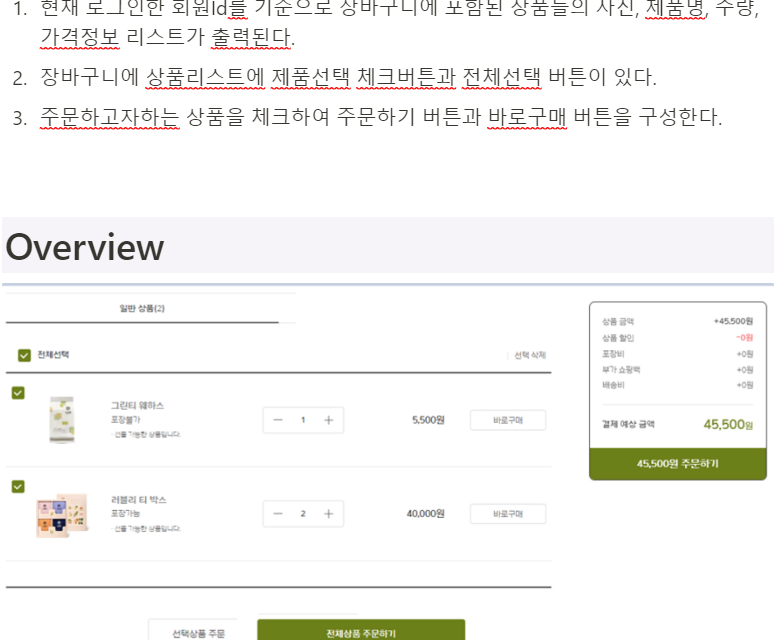 1. 현재 로그인한 회원Id를 기준으로 장바구니에 포함된 상품들의 사진, 제품명, 수량,
가격정보 리스트가 출력된다.
2. 장바구니에 상품리스트에 제품선택 체크버튼과 전체선택 버튼이 있다.
3. 주문하고자하는 상품을 체크하여 주문하기 버튼과 바로구매 버튼을 구성한다.
Overview
일반 상품(2)
전체선택
선택 삭제
그린티 웨하스
포장불가
· 선물 가능한 상품입니다.
1
5,500원
바로구매
러블리 티 박스
포장가능
· 선물 가능한 상품입니다.
2
40,000원
바로구매
선택상품 주문
전체상품 주문하기
상품 금액 +45,500원
상품 할인 -0원
포장비 +0원
부가 쇼핑백 +0원
배송비 +0원
결제 예상 금액 45,500원
45,500원 주문하기